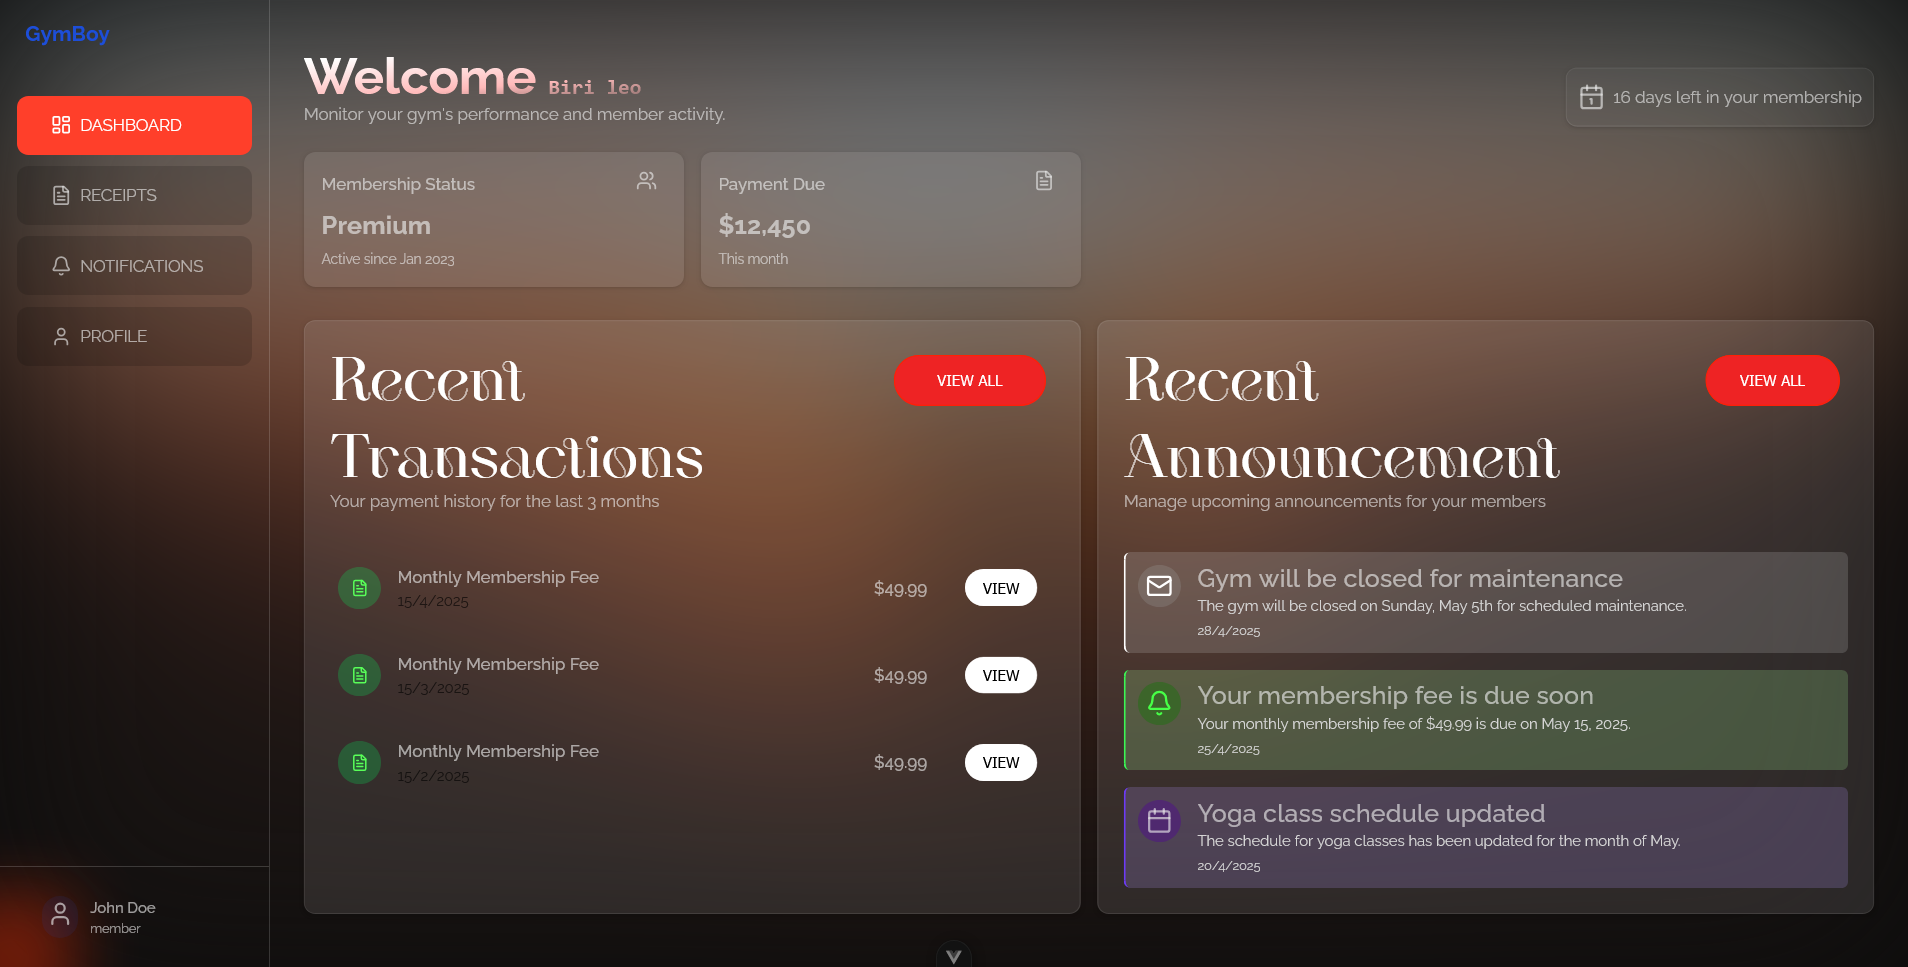 GymBoy
DASHBOARD
RECEIPTS
NOTIFICATIONS
PROFILE
John Doe
member
Welcome Biri leo
Monitor your gym's performance and member activity.
16 days left in your membership
Membership Status
Premium
Active since Jan 2023
Payment Due
$12,450
This month
Recent
Transactions
VIEW ALL
Your payment history for the last 3 months
Monthly Membership Fee
15/4/2025
$49.99
VIEW
Monthly Membership Fee
15/3/2025
$49.99
VIEW
Monthly Membership Fee
15/2/2025
$49.99
VIEW
Recent
Announcement
VIEW ALL
Manage upcoming announcements for your members
Gym will be closed for maintenance
The gym will be closed on Sunday, May 5th for scheduled maintenance.
28/4/2025
Your membership fee is due soon
Your monthly membership fee of $49.99 is due on May 15, 2025.
25/4/2025
Yoga class schedule updated
The schedule for yoga classes has been updated for the month of May.
20/4/2025